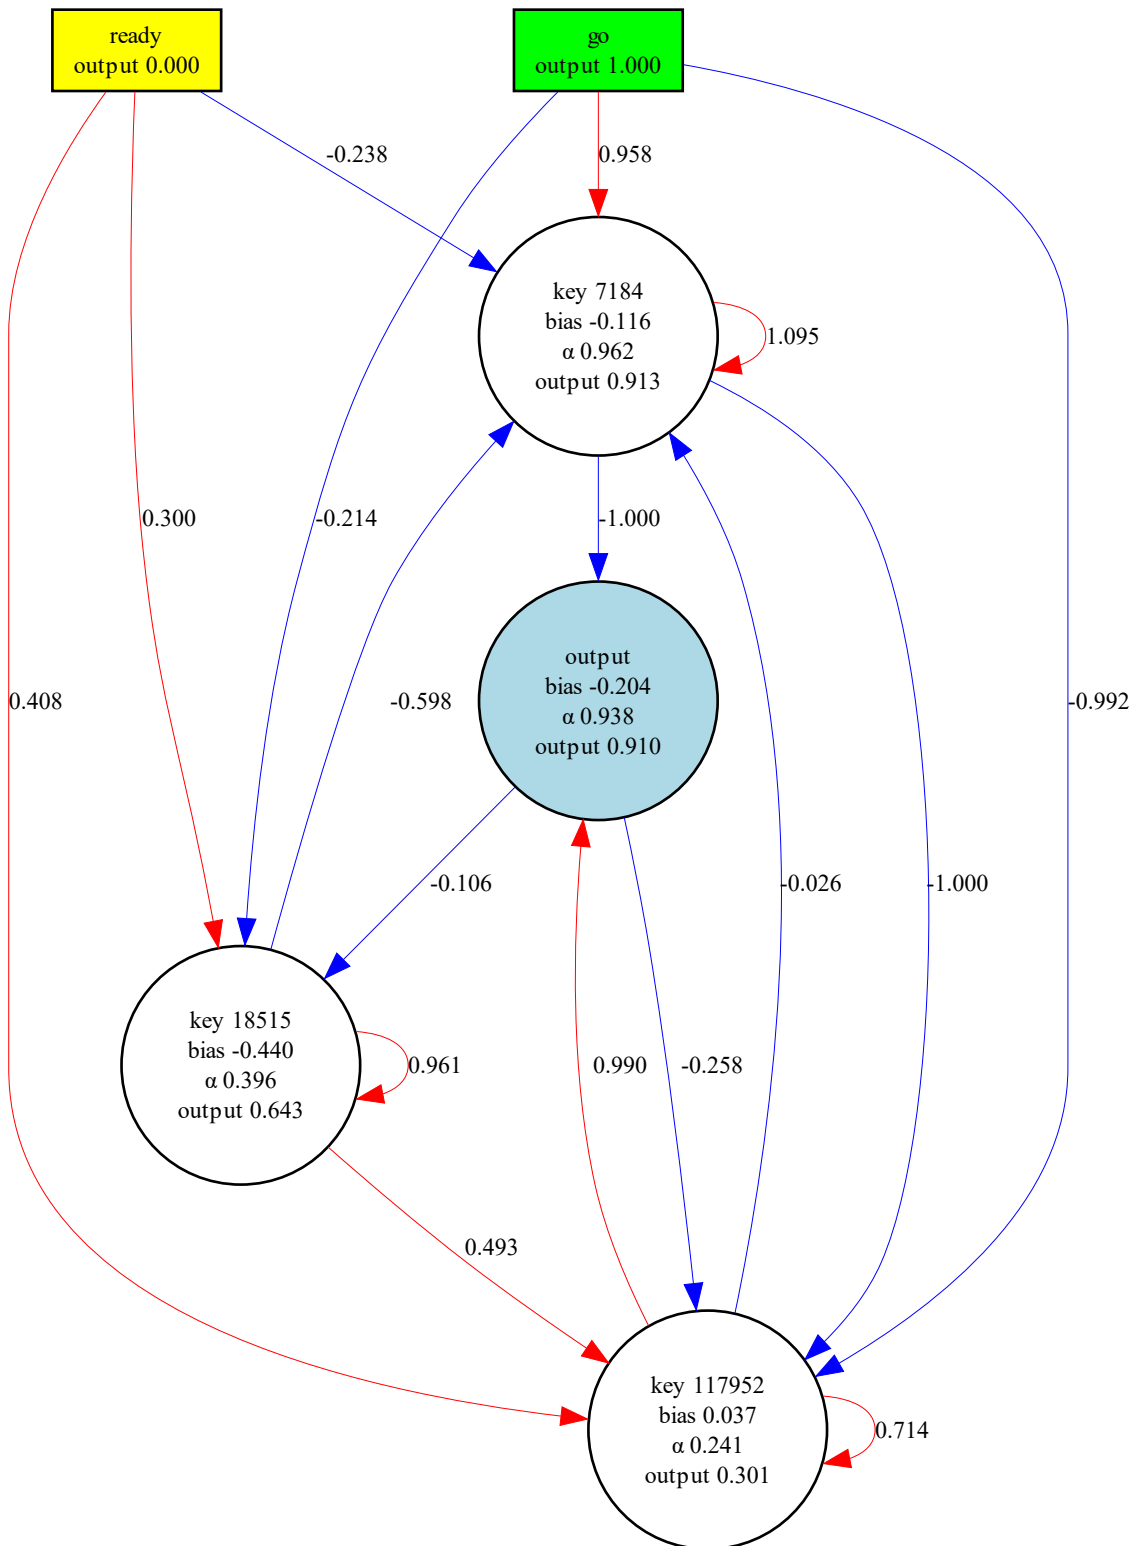 ready
output 0.000
go
output 1.000
-0.238
0.958
key 7184
bias -0.116
α 0.962
output 0.913
1.095
0.300
-0.214
-1.000
output
bias -0.204
α 0.938
output 0.910
0.408
-0.598
-0.992
-0.106
-0.026
-1.000
key 18515
bias -0.440
α 0.396
output 0.643
0.961
0.990
-0.258
0.493
key 117952
bias 0.037
α 0.241
output 0.301
0.714